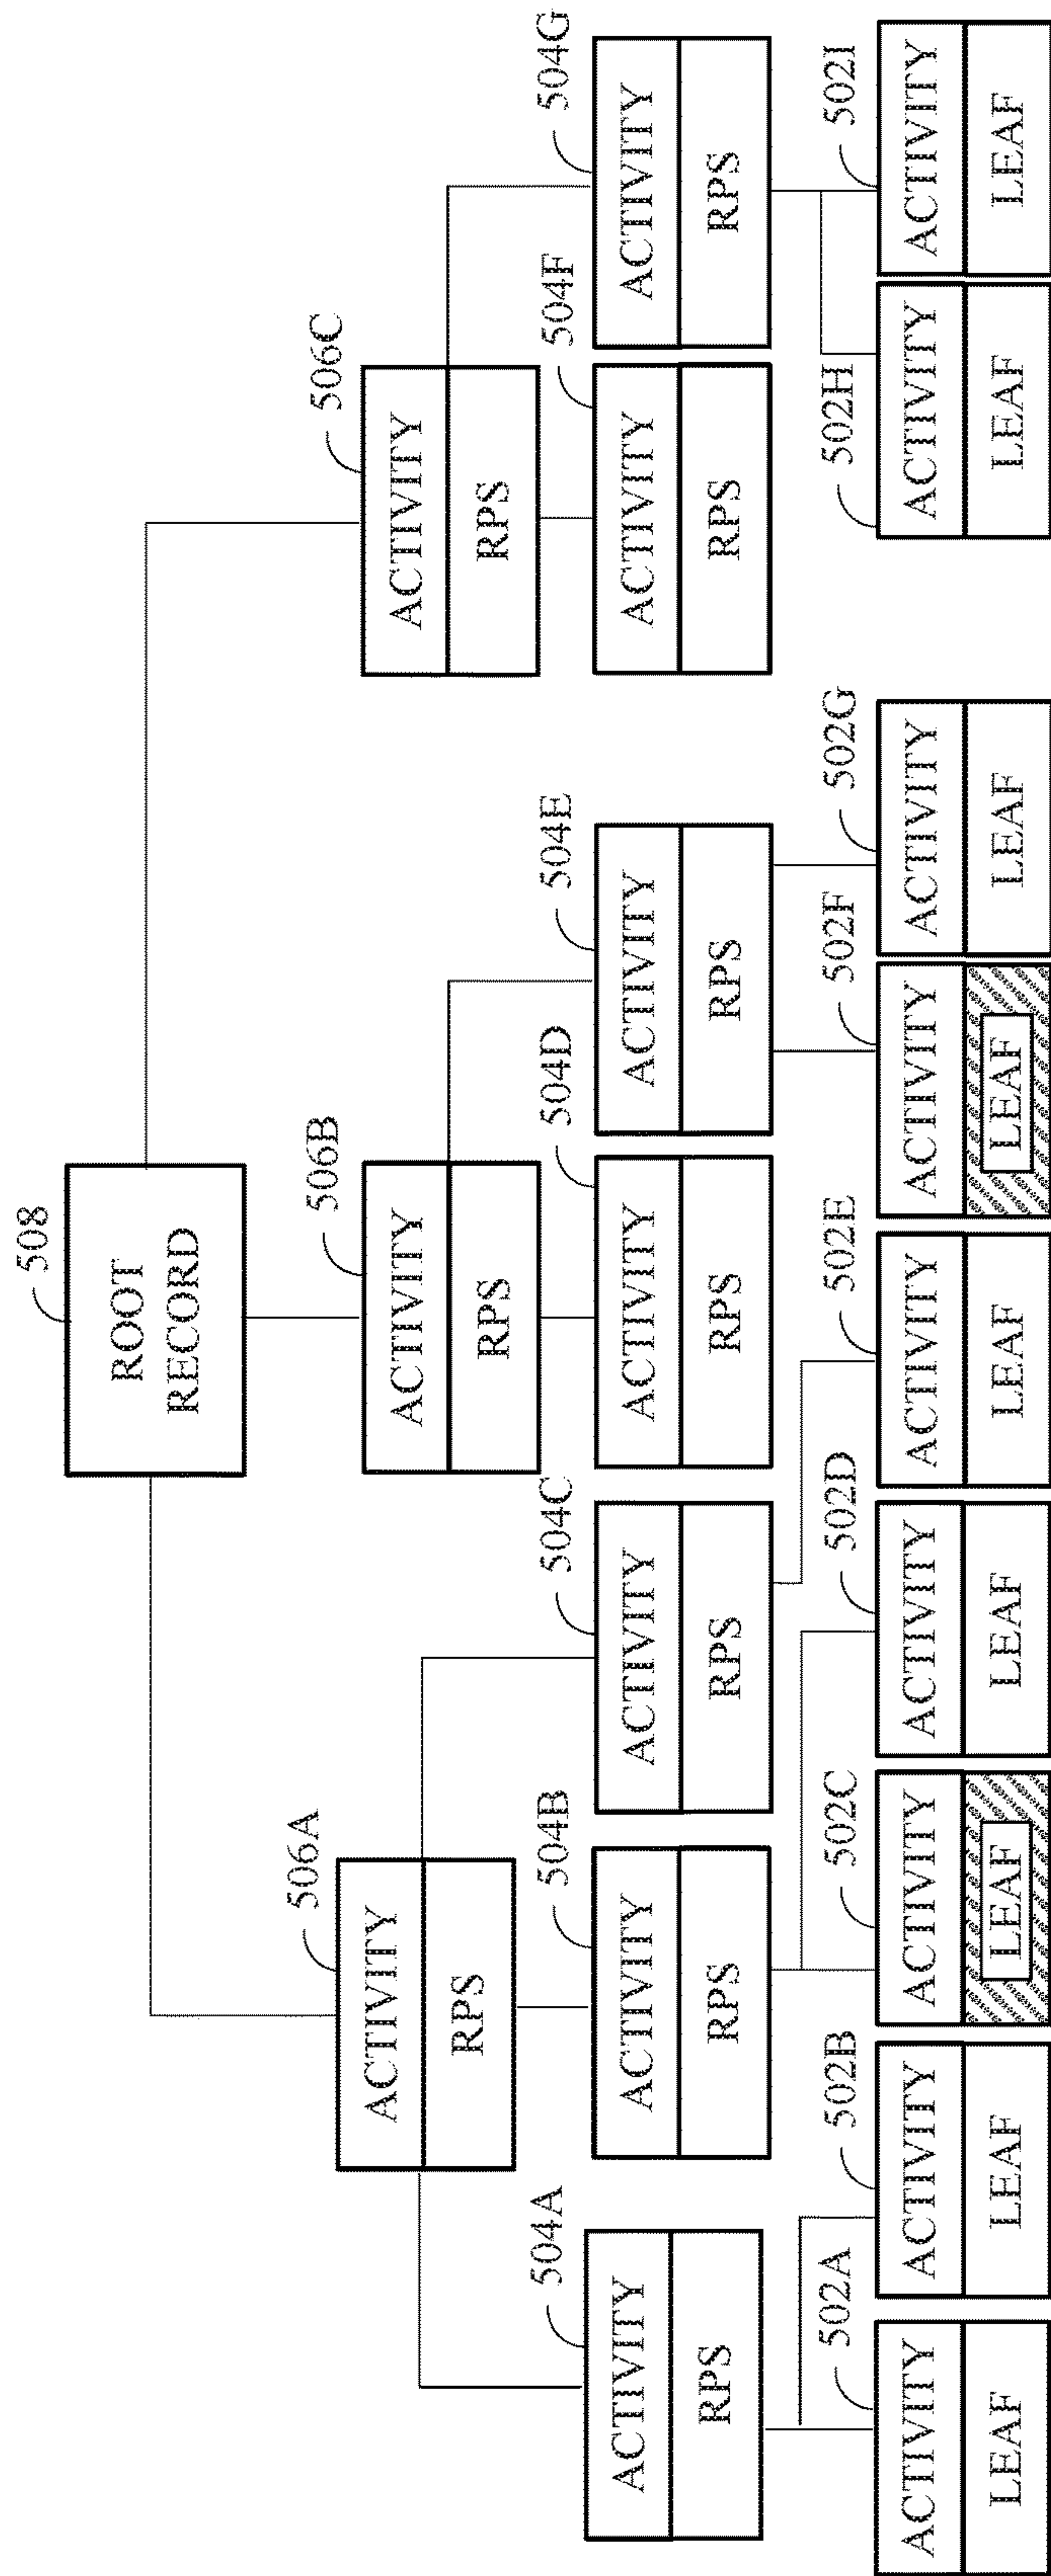 508
ROOT
RECORD
506A
ACTIVITY
RPS
506B
ACTIVITY
RPS
506C
ACTIVITY
RPS
504A
ACTIVITY
RPS
504B
ACTIVITY
RPS
504C
ACTIVITY
RPS
504D
ACTIVITY
RPS
504E
ACTIVITY
RPS
504F
ACTIVITY
RPS
504G
ACTIVITY
RPS
502A
ACTIVITY
LEAF
502B
ACTIVITY
LEAF
502C
ACTIVITY
LEAF
502D
ACTIVITY
LEAF
502E
ACTIVITY
LEAF
502F
ACTIVITY
LEAF
502G
ACTIVITY
LEAF
502H
ACTIVITY
LEAF
502I
ACTIVITY
LEAF